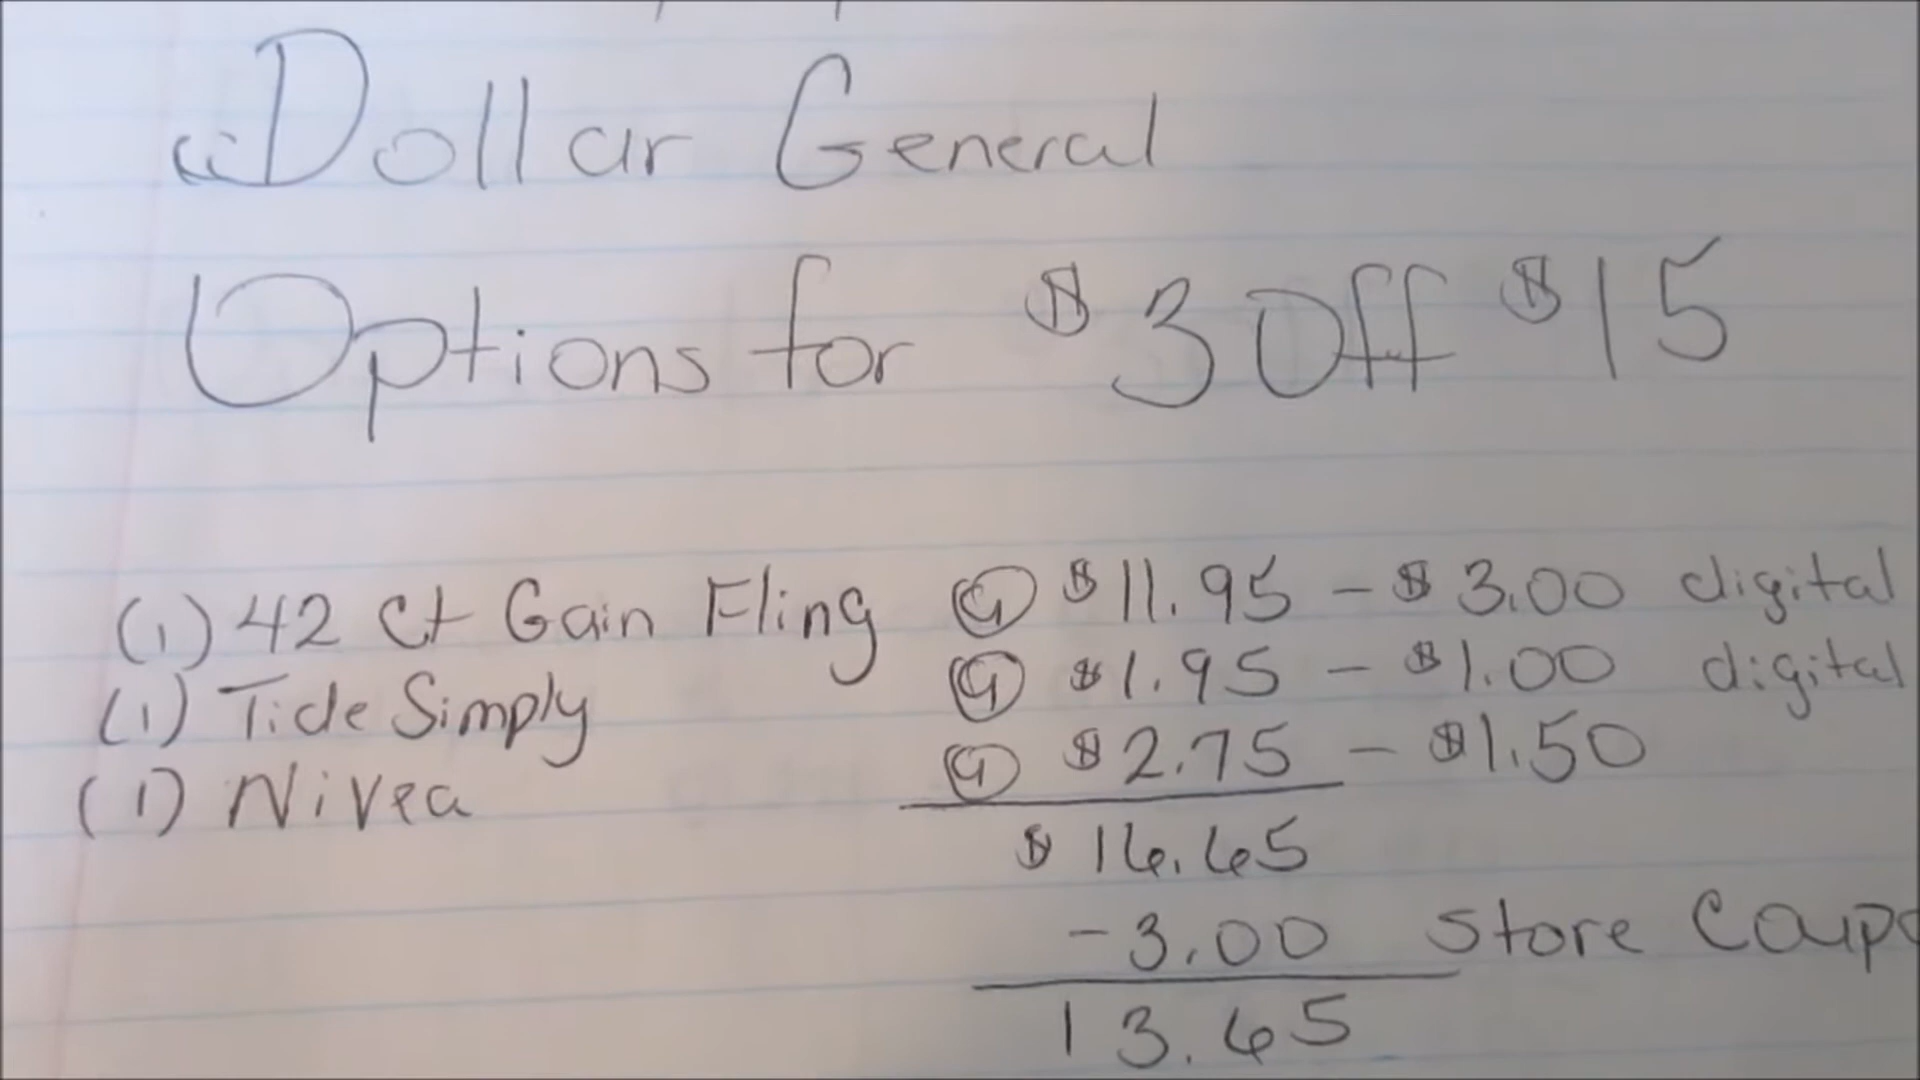 Dollar General
Options for $3 Off $15
(1) 42 Ct Gain Fling @ $11.95 - $3.00 digital
(1) Tide Simply @ $1.95 - $1.00 digital
(1) Nivea @ $2.75 - $1.50
$16.65
-3.00 Store Coupo
13.65